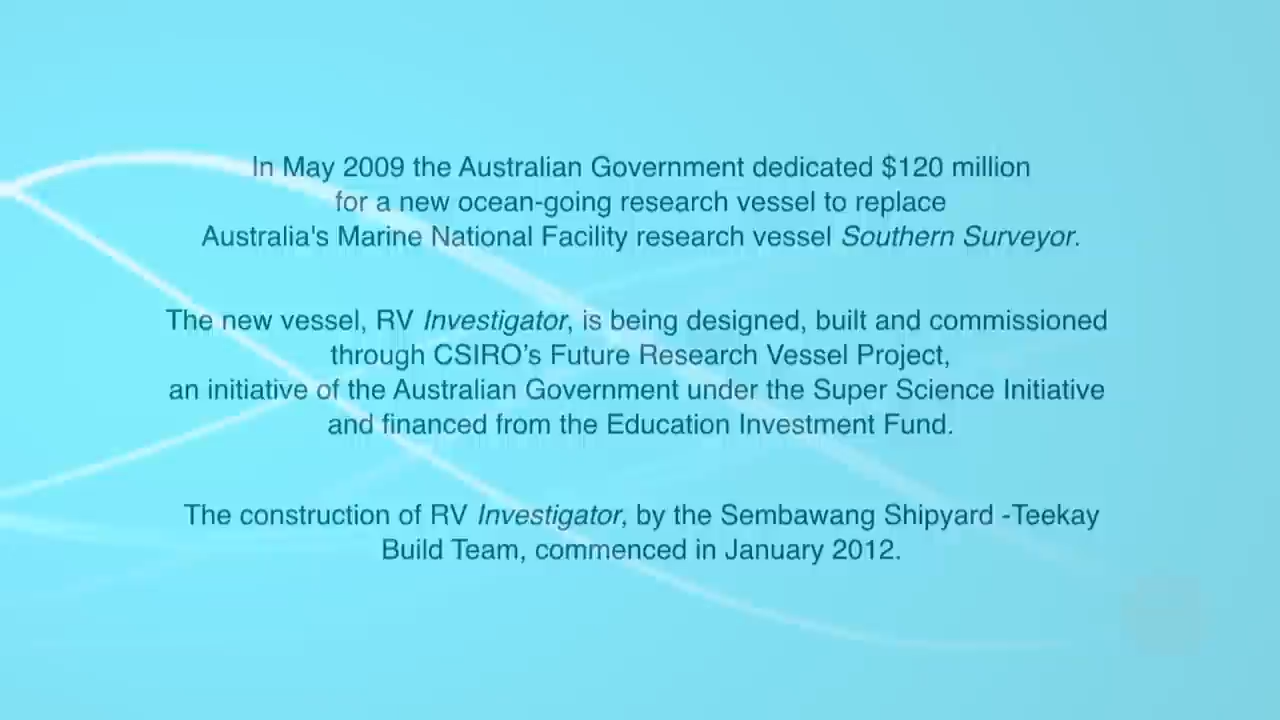 In May 2009 the Australian Government dedicated $120 million
for a new ocean-going research vessel to replace
Australia's Marine National Facility research vessel Southern Surveyor.
The new vessel, RV Investigator, is being designed, built and commissioned
through CSIRO’s Future Research Vessel Project,
an initiative of the Australian Government under the Super Science Initiative
and financed from the Education Investment Fund.
The construction of RV Investigator, by the Sembawang Shipyard -Teekay
Build Team, commenced in January 2012.